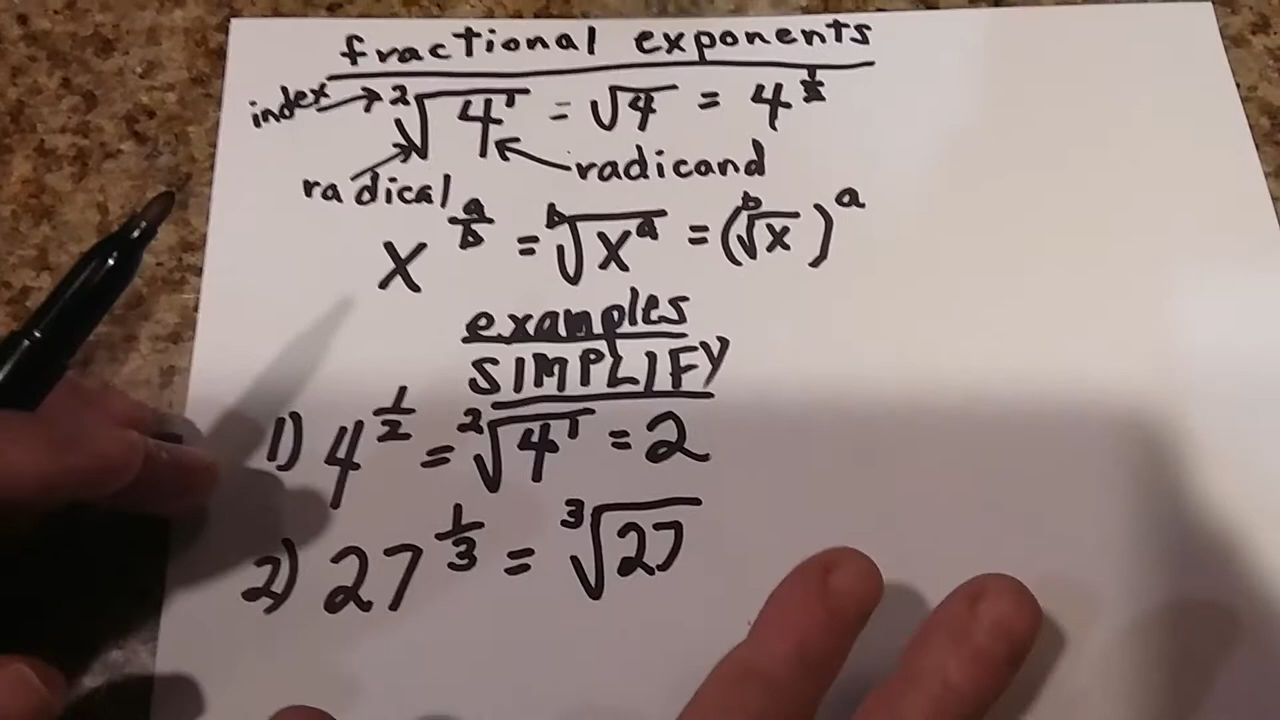 fractional exponents
index → ²√4¹ = √4 = 4^(1/2)
radical radicand
x^(a/b) = ᵇ√xᵃ = (ᵇ√x)ᵃ
examples
SIMPLIFY
1) 4^(1/2) = ²√4¹ = 2
2) 27^(1/3) = ³√27